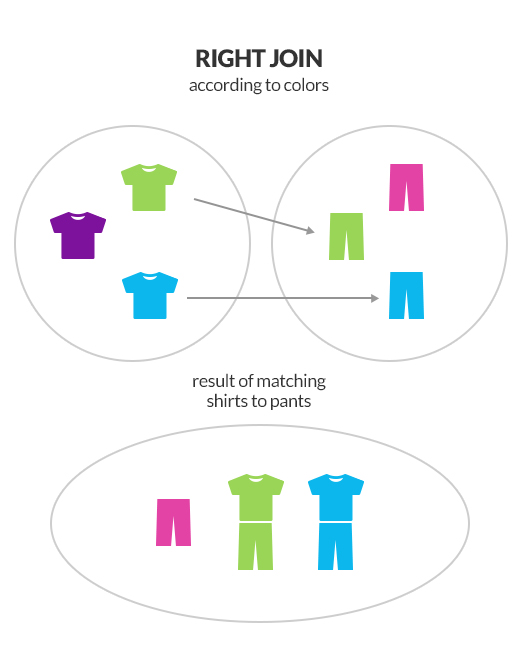 RIGHT JOIN
according to colors
result of matching
shirts to pants